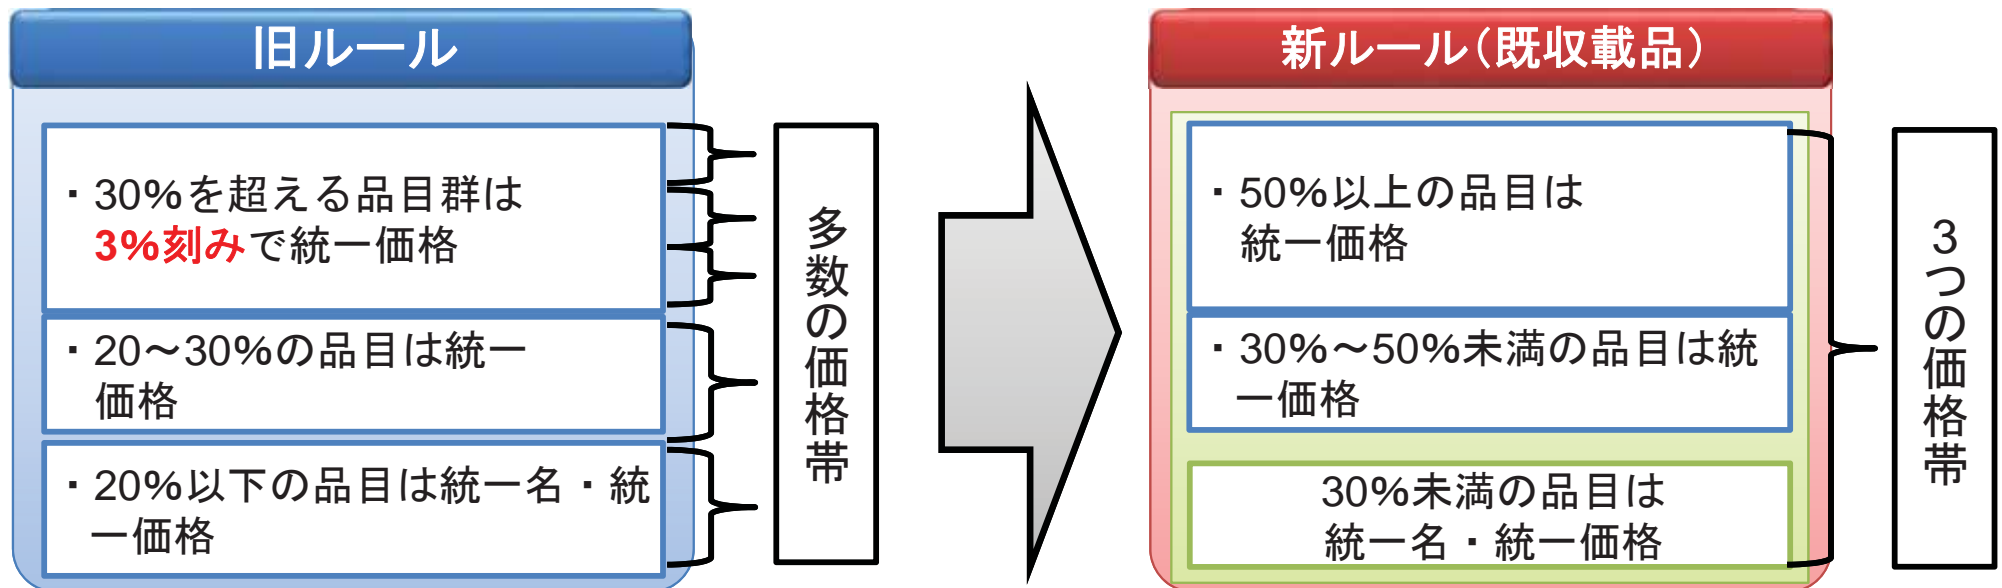 旧ルール
・30%を超える品目群は
3%刻みで統一価格
・20～30%の品目は統一
価格
・20%以下の品目は統一名・統
一価格
多数の価格帯
新ルール（既収載品）
・50%以上の品目は
統一価格
・30%～50%未満の品目は統
一価格
30%未満の品目は
統一名・統一価格
3つの価格帯